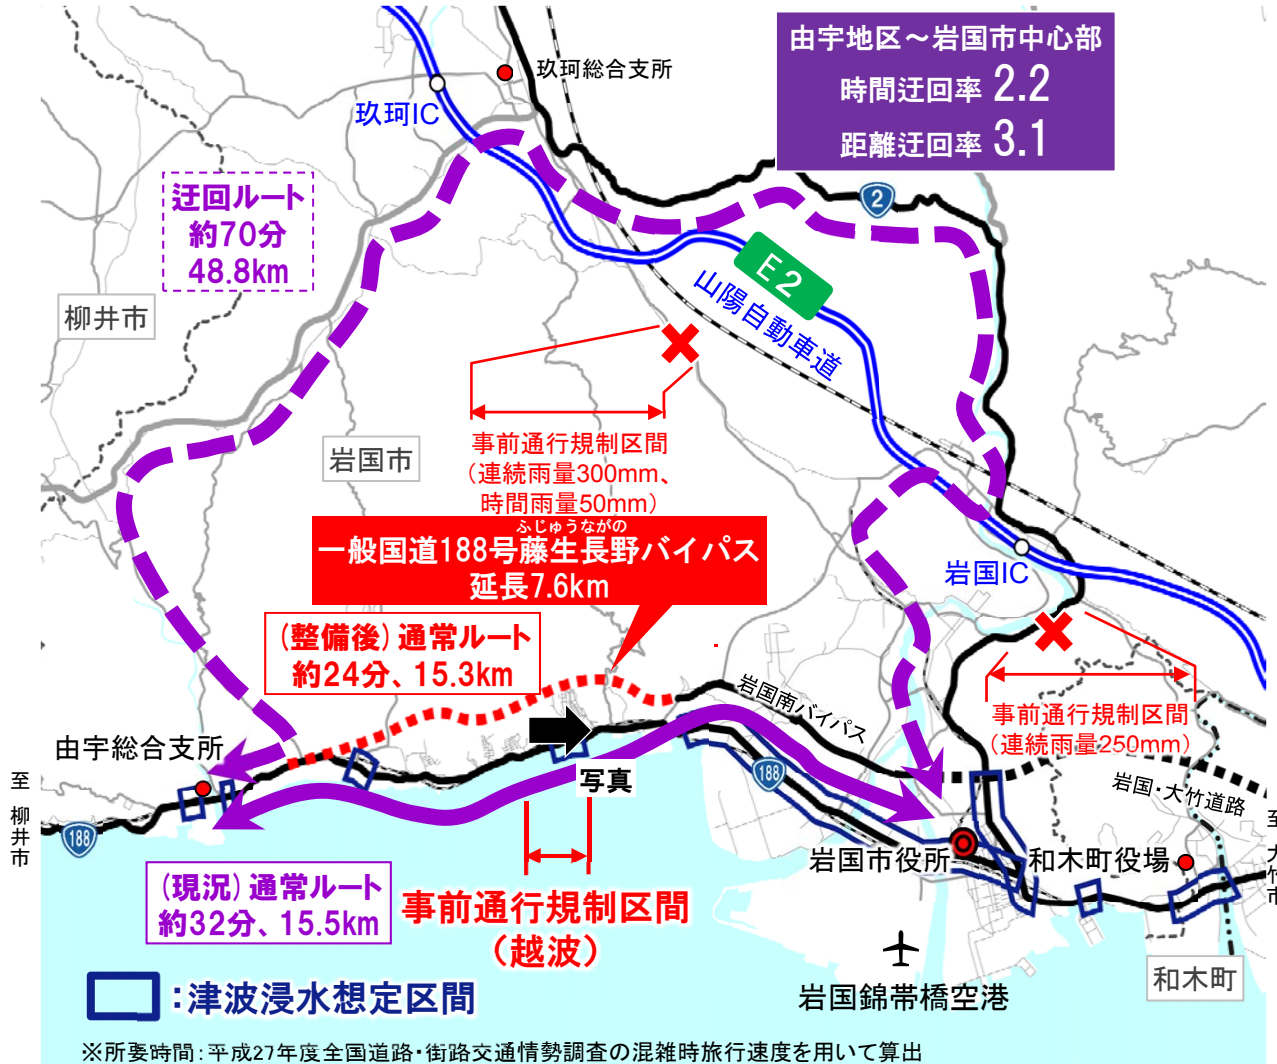 由宇地区～岩国市中心部
時間迂回率 2.2
距離迂回率 3.1
玖珂総合支所
玖珂IC
迂回ルート
約70分
48.8km
2
E2
山陽自動車道
柳井市
岩国市
事前通行規制区間
（連続雨量300mm、
時間雨量50mm）
ふじゅうながの
一般国道188号藤生長野バイパス
延長7.6km
岩国IC
(整備後) 通常ルート
約24分、15.3km
岩国南バイパス
事前通行規制区間
（連続雨量250mm）
由宇総合支所
写真
188
岩国・大竹道路
至 柳井市
188
至 大竹市
岩国市役所
和木町役場
(現況) 通常ルート
約32分、15.5km
事前通行規制区間
（越波）
和木町
：津波浸水想定区間
岩国錦帯橋空港
※所要時間：平成27年度全国道路・街路交通情勢調査の混雑時旅行速度を用いて算出